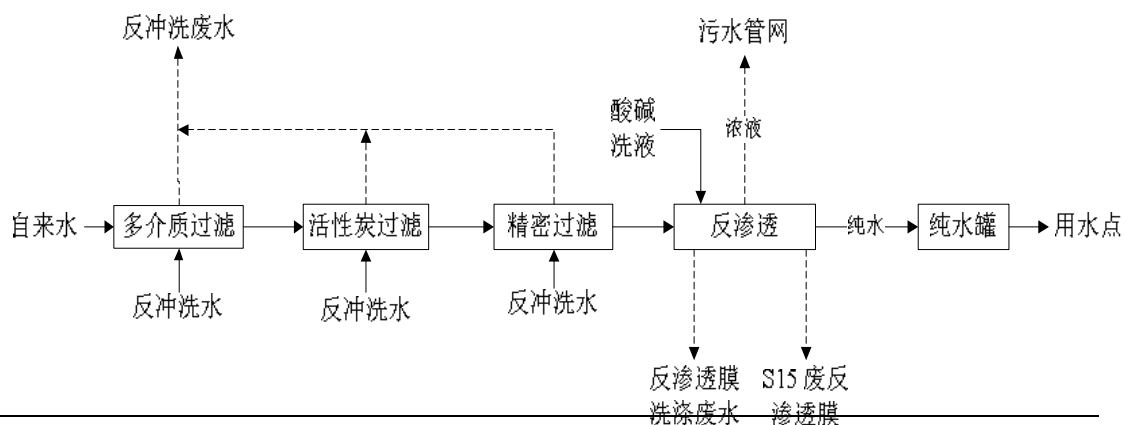 反冲洗废水
污水管网
酸碱
洗液
浓液
自来水
多介质过滤
活性炭过滤
精密过滤
反渗透
纯水
纯水罐
用水点
反冲洗水
反冲洗水
反冲洗水
反渗透膜
洗涤废水
S15 废反
渗透膜